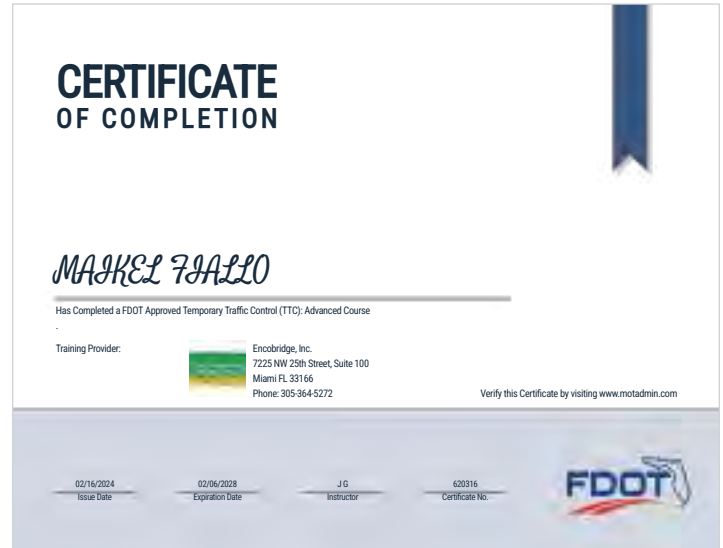 CERTIFICATE
OF COMPLETION
MAIKEL FIALLO
Has Completed a FDOT Approved Temporary Traffic Control (TTC): Advanced Course
.
Training Provider:
Encobridge, Inc.
7225 NW 25th Street, Suite 100
Miami FL 33166
Phone: 305-364-5272
Verify this Certificate by visiting www.motadmin.com
02/16/2024 02/06/2028 J G 620316
Issue Date Expiration Date Instructor Certificate No.
FDOT